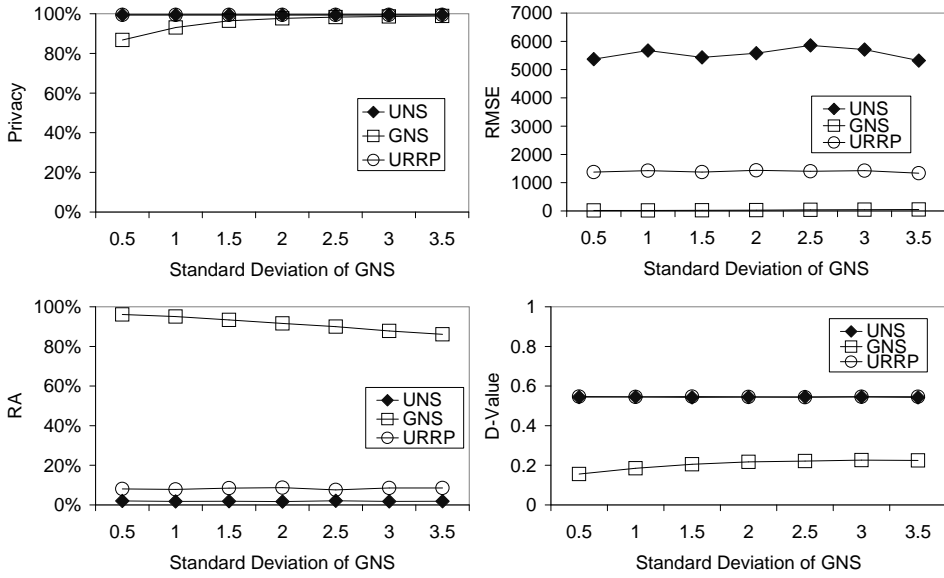 100%
80%
60%
40%
20%
0%
Privacy
UNS
GNS
URRP
0.5 1 1.5 2 2.5 3 3.5
Standard Deviation of GNS
7000
6000
5000
4000
3000
2000
1000
0
RMSE
UNS
GNS
URRP
0.5 1 1.5 2 2.5 3 3.5
Standard Deviation of GNS
100%
80%
60%
40%
20%
0%
RA
UNS
GNS
URRP
0.5 1 1.5 2 2.5 3 3.5
Standard Deviation of GNS
1
0.8
0.6
0.4
0.2
0
D-Value
UNS
GNS
URRP
0.5 1 1.5 2 2.5 3 3.5
Standard Deviation of GNS